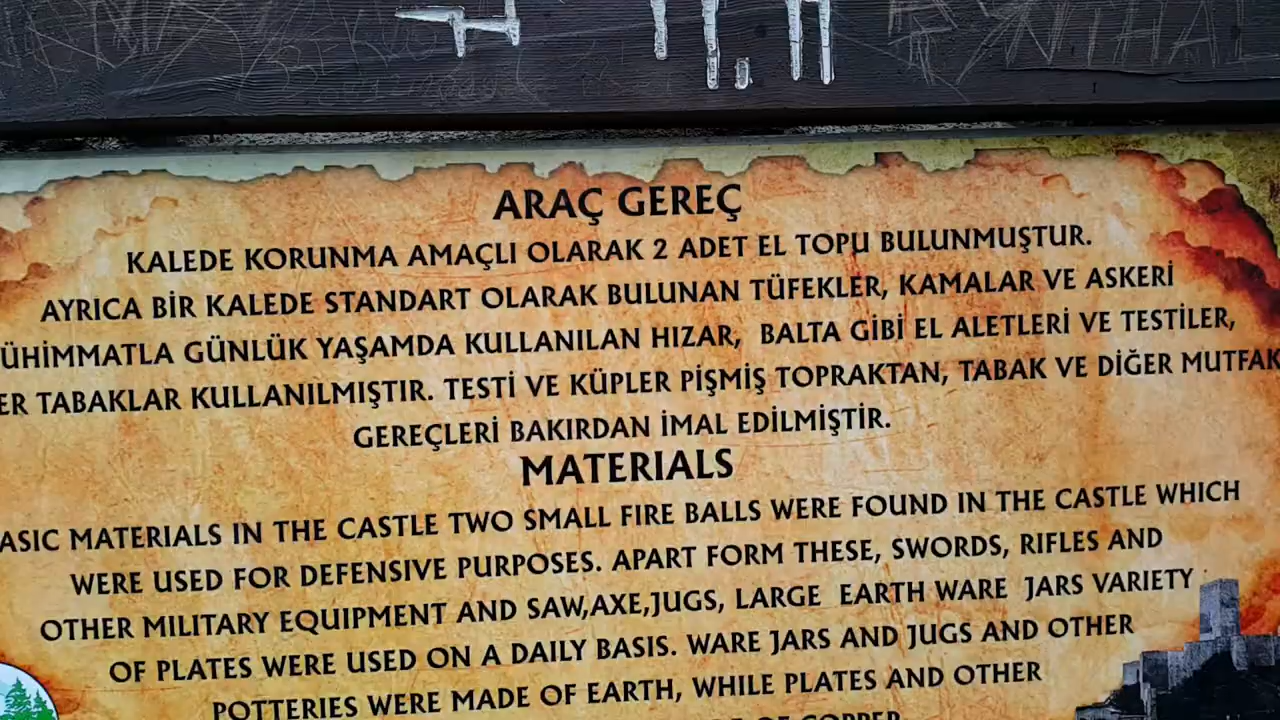 ARAÇ GEREÇ
KALEDE KORUNMA AMAÇLI OLARAK 2 ADET EL TOPU BULUNMUŞTUR.
AYRICA BİR KALEDE STANDART OLARAK BULUNAN TÜFEKLER, KAMALAR VE ASKERİ
ÜHİMMATLA GÜNLÜK YAŞAMDA KULLANILAN HIZAR, BALTA GİBİ EL ALETLERİ VE TESTİLER,
ER TABAKLAR KULLANILMIŞTIR. TESTİ VE KÜPLER PİŞMİŞ TOPRAKTAN, TABAK VE DİĞER MUTFAK
GEREÇLERİ BAKIRDAN İMAL EDİLMİŞTİR.
MATERIALS
ASIC MATERIALS IN THE CASTLE TWO SMALL FIRE BALLS WERE FOUND IN THE CASTLE WHICH
WERE USED FOR DEFENSIVE PURPOSES. APART FORM THESE, SWORDS, RIFLES AND
OTHER MILITARY EQUIPMENT AND SAW,AXE,JUGS, LARGE EARTH WARE JARS VARIETY
OF PLATES WERE USED ON A DAILY BASIS. WARE JARS AND JUGS AND OTHER
POTTERIES WERE MADE OF EARTH, WHILE PLATES AND OTHER
OF COPPER